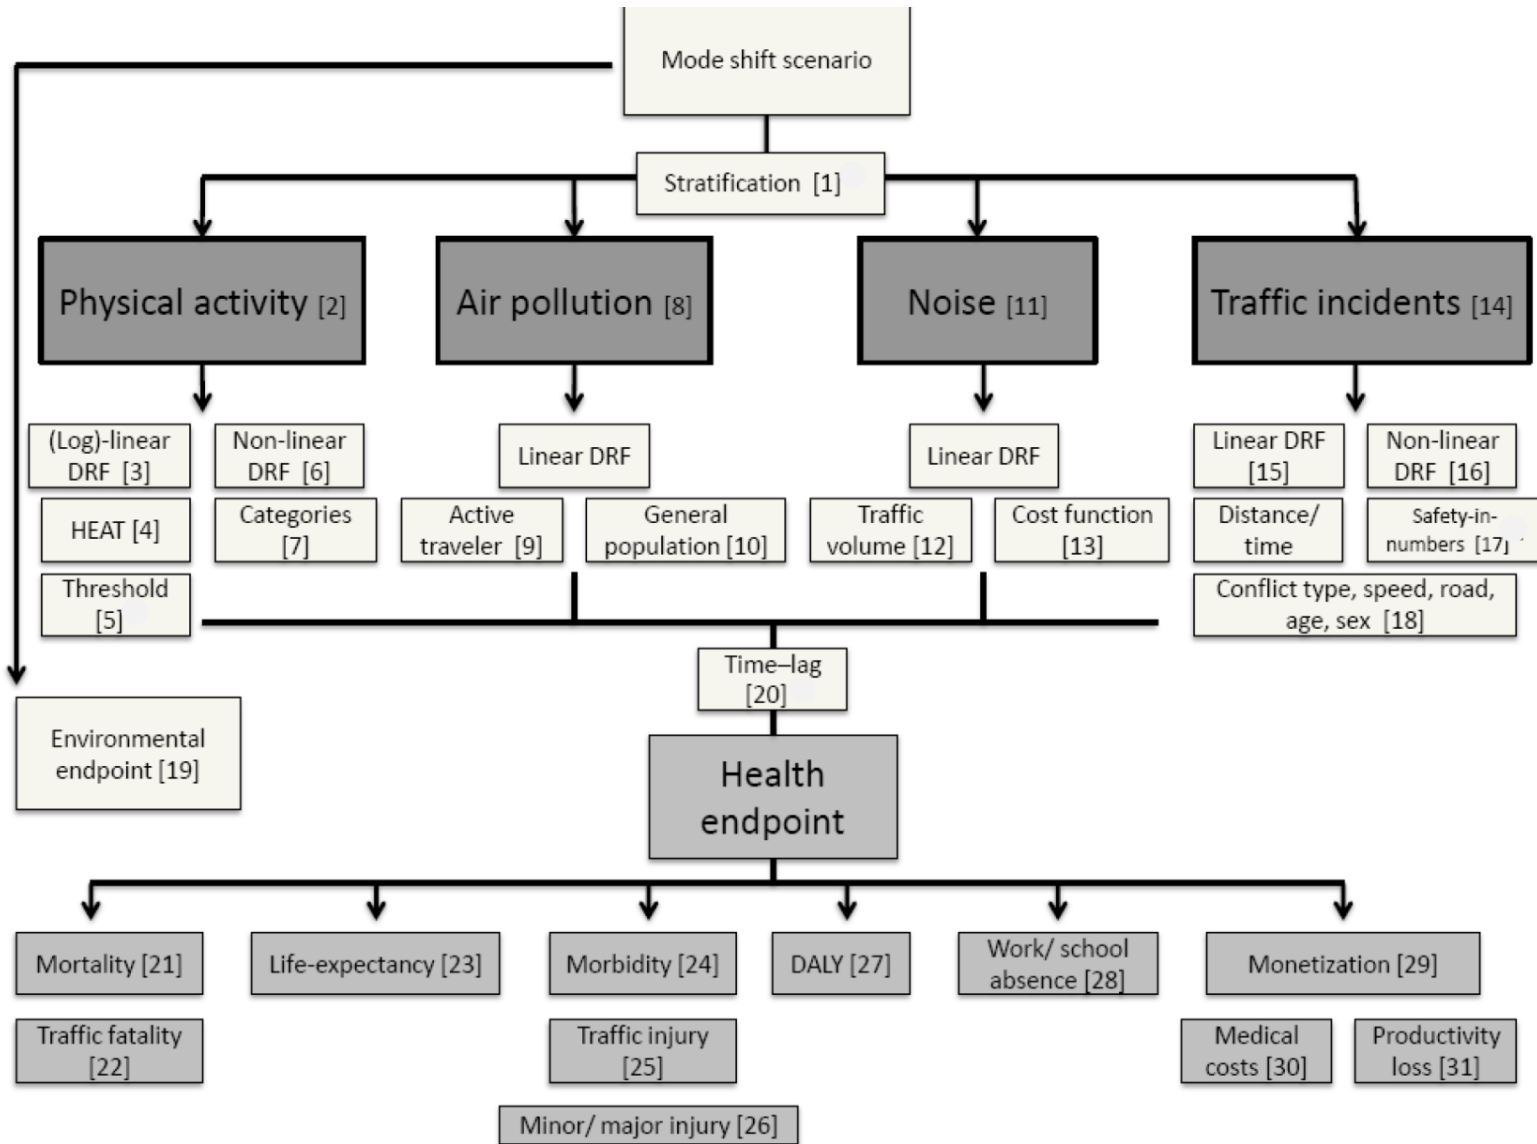 Mode shift scenario
Stratification [1]
Physical activity [2]
Air pollution [8]
Noise [11]
Traffic incidents [14]
(Log)-linear
DRF [3]
Non-linear
DRF [6]
Linear DRF
Linear DRF
Linear DRF
[15]
Non-linear
DRF [16]
HEAT [4]
Categories
[7]
Active
traveler [9]
General
population [10]
Traffic
volume [12]
Cost function
[13]
Distance/
time
Safety-in-
numbers [17]
Threshold
[5]
Conflict type, speed, road,
age, sex [18]
Time–lag
[20]
Environmental
endpoint [19]
Health
endpoint
Mortality [21]
Life-expectancy [23]
Morbidity [24]
DALY [27]
Work/ school
absence [28]
Monetization [29]
Traffic fatality
[22]
Traffic injury
[25]
Medical
costs [30]
Productivity
loss [31]
Minor/ major injury [26]